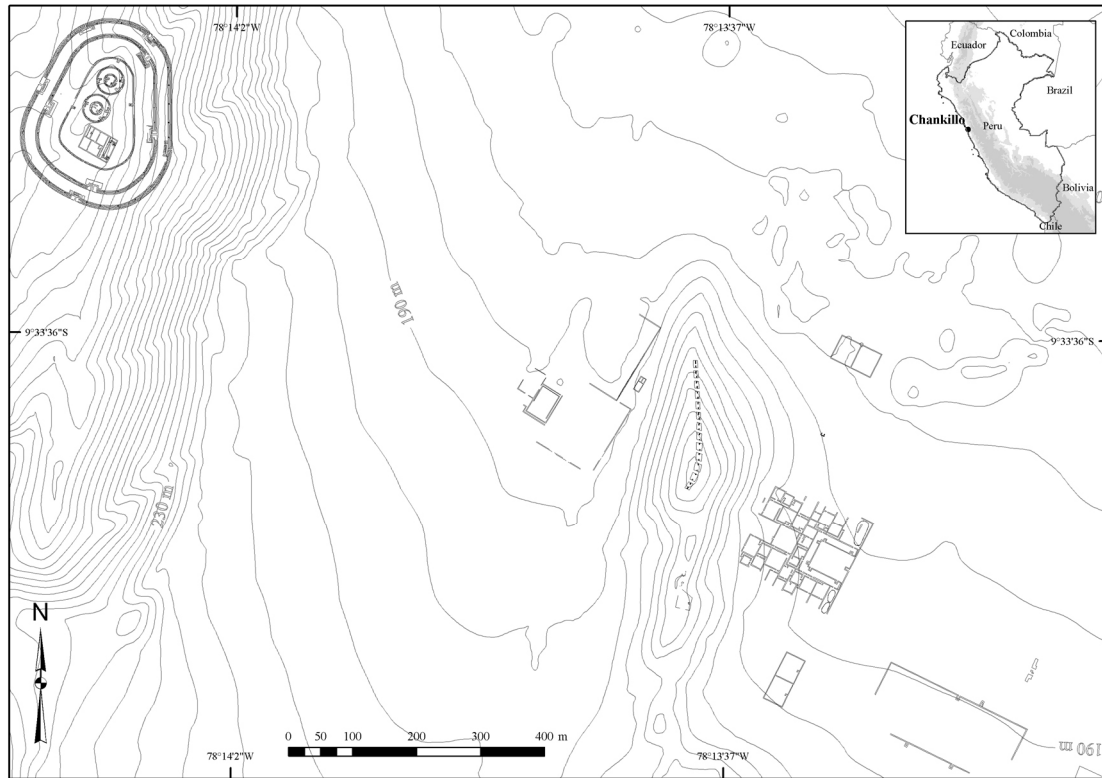 78°14'2"W
78°13'37"W
Colombia
Ecuador
Brazil
Chankillo
Peru
Bolivia
Chile
190 m
9°33'36"S
9°33'36"S
230 m
N
0 50 100 200 300 400 m
190 m
78°14'2"W
78°13'37"W